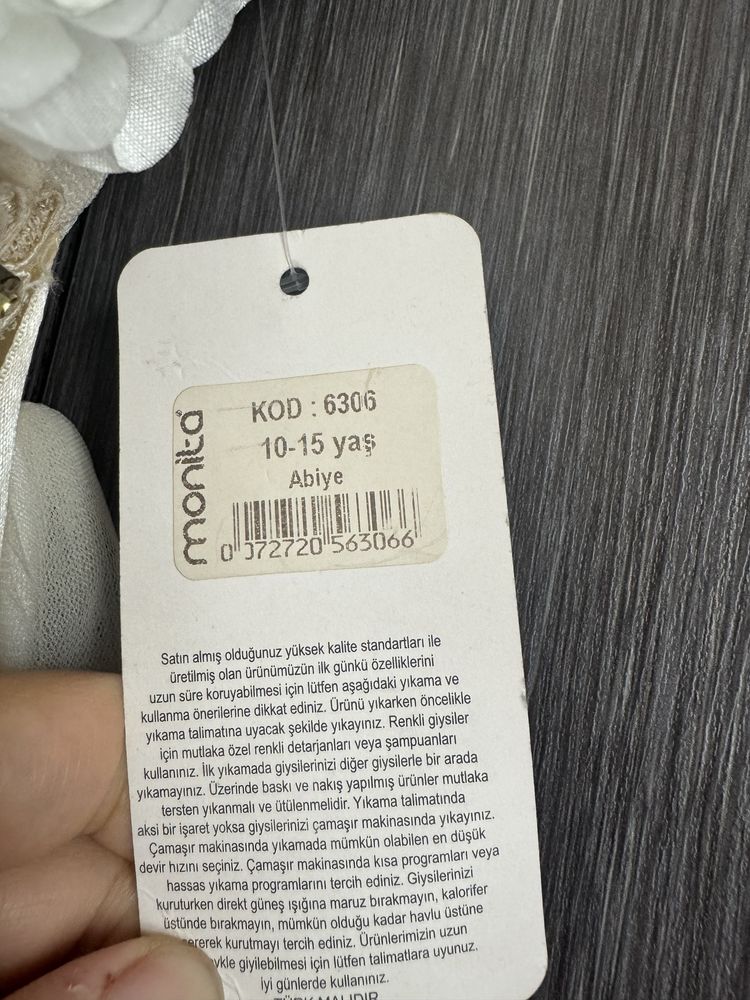 monita
KOD : 6306
10-15 yaş
Abiye
0 072720 563066
Satın almış olduğunuz yüksek kalite standartları ile
üretilmiş olan ürünümüzün ilk günkü özelliklerini
uzun süre koruyabilmesi için lütfen aşağıdaki yıkama ve
kullanma önerilerine dikkat ediniz. Ürünü yıkarken öncelikle
yıkama talimatına uyacak şekilde yıkayınız. Renkli giysiler
için mutlaka özel renkli detarjanları veya şampuanları
kullanınız. İlk yıkamada giysilerinizi diğer giysilerle bir arada
yıkamayınız. Üzerinde baskı ve nakış yapılmış ürünler mutlaka
tersten yıkanmalı ve ütülenmelidir. Yıkama talimatında
aksi bir işaret yoksa giysilerinizi çamaşır makinasında yıkayınız.
Çamaşır makinasında yıkamada mümkün olabilen en düşük
devir hızını seçiniz. Çamaşır makinasında kısa programları veya
hassas yıkama programlarını tercih ediniz. Giysilerinizi
kuruturken direkt güneş ışığına maruz bırakmayın, kalorifer
üstünde bırakmayın, mümkün olduğu kadar havlu üstüne
kurutmayı tercih ediniz. Ürünlerimizin uzun
giyilebilmesi için lütfen talimatlara uyunuz.
iyi günlerde kullanınız.
TÜRK MALIDIR